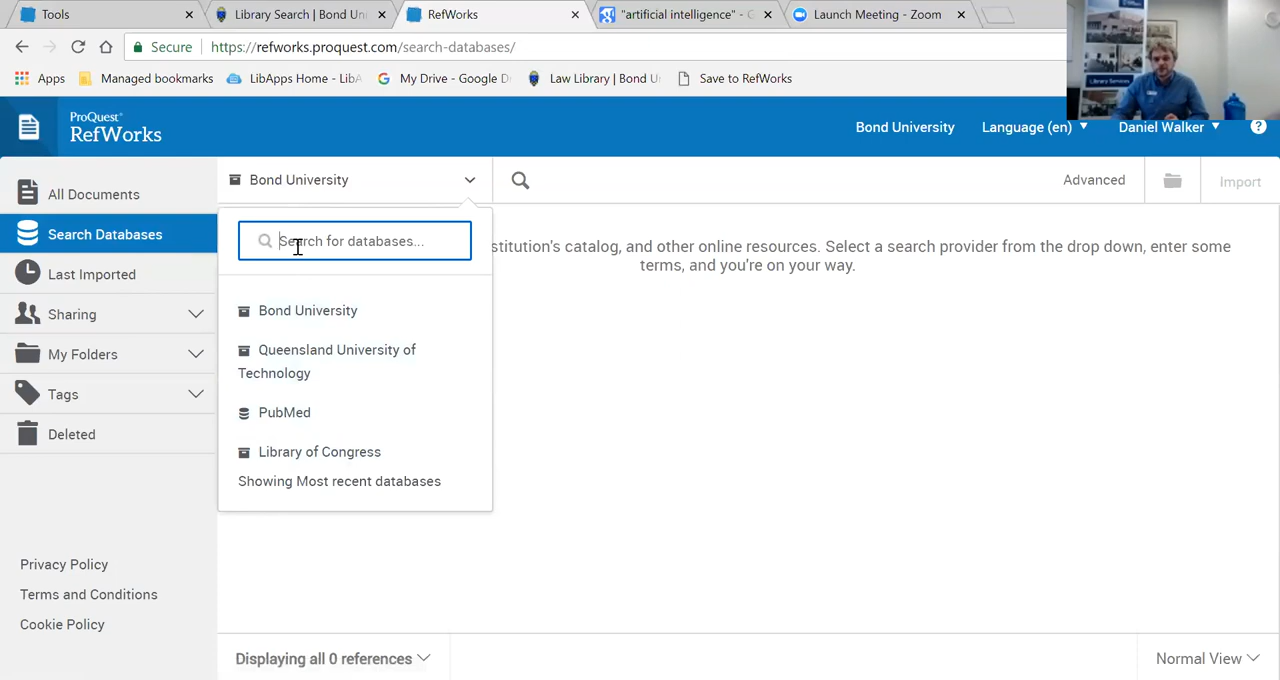 Tools
Library Search | Bond Uni
RefWorks
"artificial intelligence" - G
Launch Meeting - Zoom
Secure
https://refworks.proquest.com/search-databases/
Apps
Managed bookmarks
LibApps Home - LibA
My Drive - Google D
Law Library | Bond U
Save to RefWorks
Library Services
ProQuest
RefWorks
Bond University
Language (en)
Daniel Walker
?
All Documents
Bond University
Advanced
Import
Search Databases
Search for databases...
stitution's catalog, and other online resources. Select a search provider from the drop down, enter some
terms, and you're on your way.
Last Imported
Sharing
My Folders
Tags
Deleted
Bond University
Queensland University of
Technology
PubMed
Library of Congress
Showing Most recent databases
Privacy Policy
Terms and Conditions
Cookie Policy
Displaying all 0 references
Normal View